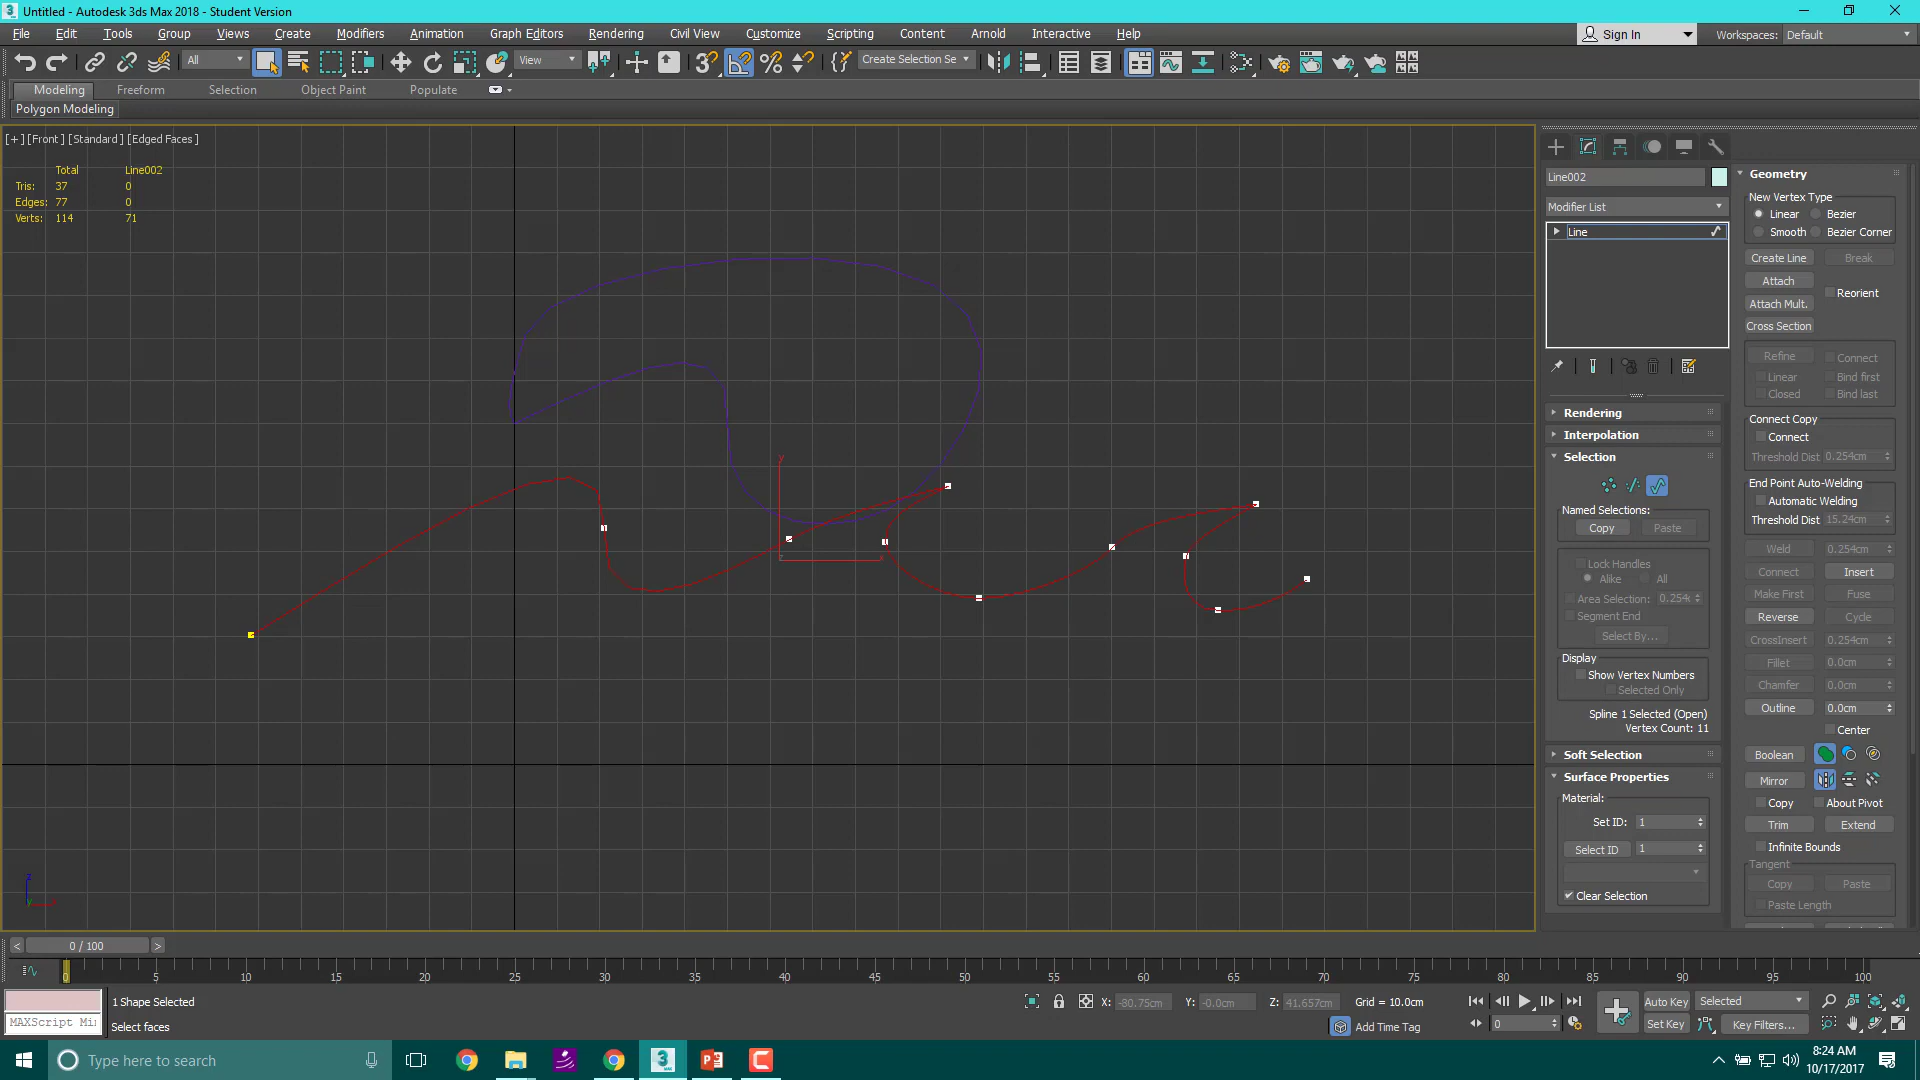 Untitled - Autodesk 3ds Max 2018 - Student Version
File Edit Tools Group Views Create Modifiers Animation Graph Editors Rendering Civil View Customize Scripting Content Arnold Interactive Help
Sign In Workspaces: Default
All View Create Selection Se
Modeling Freeform Selection Object Paint Populate
Polygon Modeling
[+] [Front] [Standard] [Edged Faces]
Total Line002
Tris: 37 0
Edges: 77 0
Verts: 114 71
y
z
Line002
Modifier List
Line
Rendering
Interpolation
Selection
Named Selections:
Copy Paste
Lock Handles
Alike All
Area Selection: 0.254c
Segment End
Select By...
Display
Show Vertex Numbers
Selected Only
Spline 1 Selected (Open)
Vertex Count: 11
Soft Selection
Surface Properties
Material:
Set ID: 1
Select ID 1
Clear Selection
Geometry
New Vertex Type
Linear Bezier
Smooth Bezier Corner
Create Line Break
Attach
Reorient
Attach Mult.
Cross Section
Refine Connect
Linear Bind first
Closed Bind last
Connect Copy
Connect
Threshold Dist 0.254cm
End Point Auto-Welding
Automatic Welding
Threshold Dist 15.24cm
Weld 0.254cm
Connect Insert
Make First Fuse
Reverse Cycle
CrossInsert 0.254cm
Fillet 0.0cm
Chamfer 0.0cm
Outline 0.0cm
Center
Boolean
Mirror
Copy About Pivot
Trim Extend
Infinite Bounds
Tangent
Copy Paste
Paste Length
< 0 / 100 >
0 5 10 15 20 25 30 35 40 45 50 55 60 65 70 75 80 85 90 95 100
1 Shape Selected
X: -80.75cm Y: -0.0cm Z: 41.657cm Grid = 10.0cm
Auto Key Selected
MAXScript Mi
Select faces
Add Time Tag
0
Set Key Key Filters...
Type here to search
8:24 AM
10/17/2017